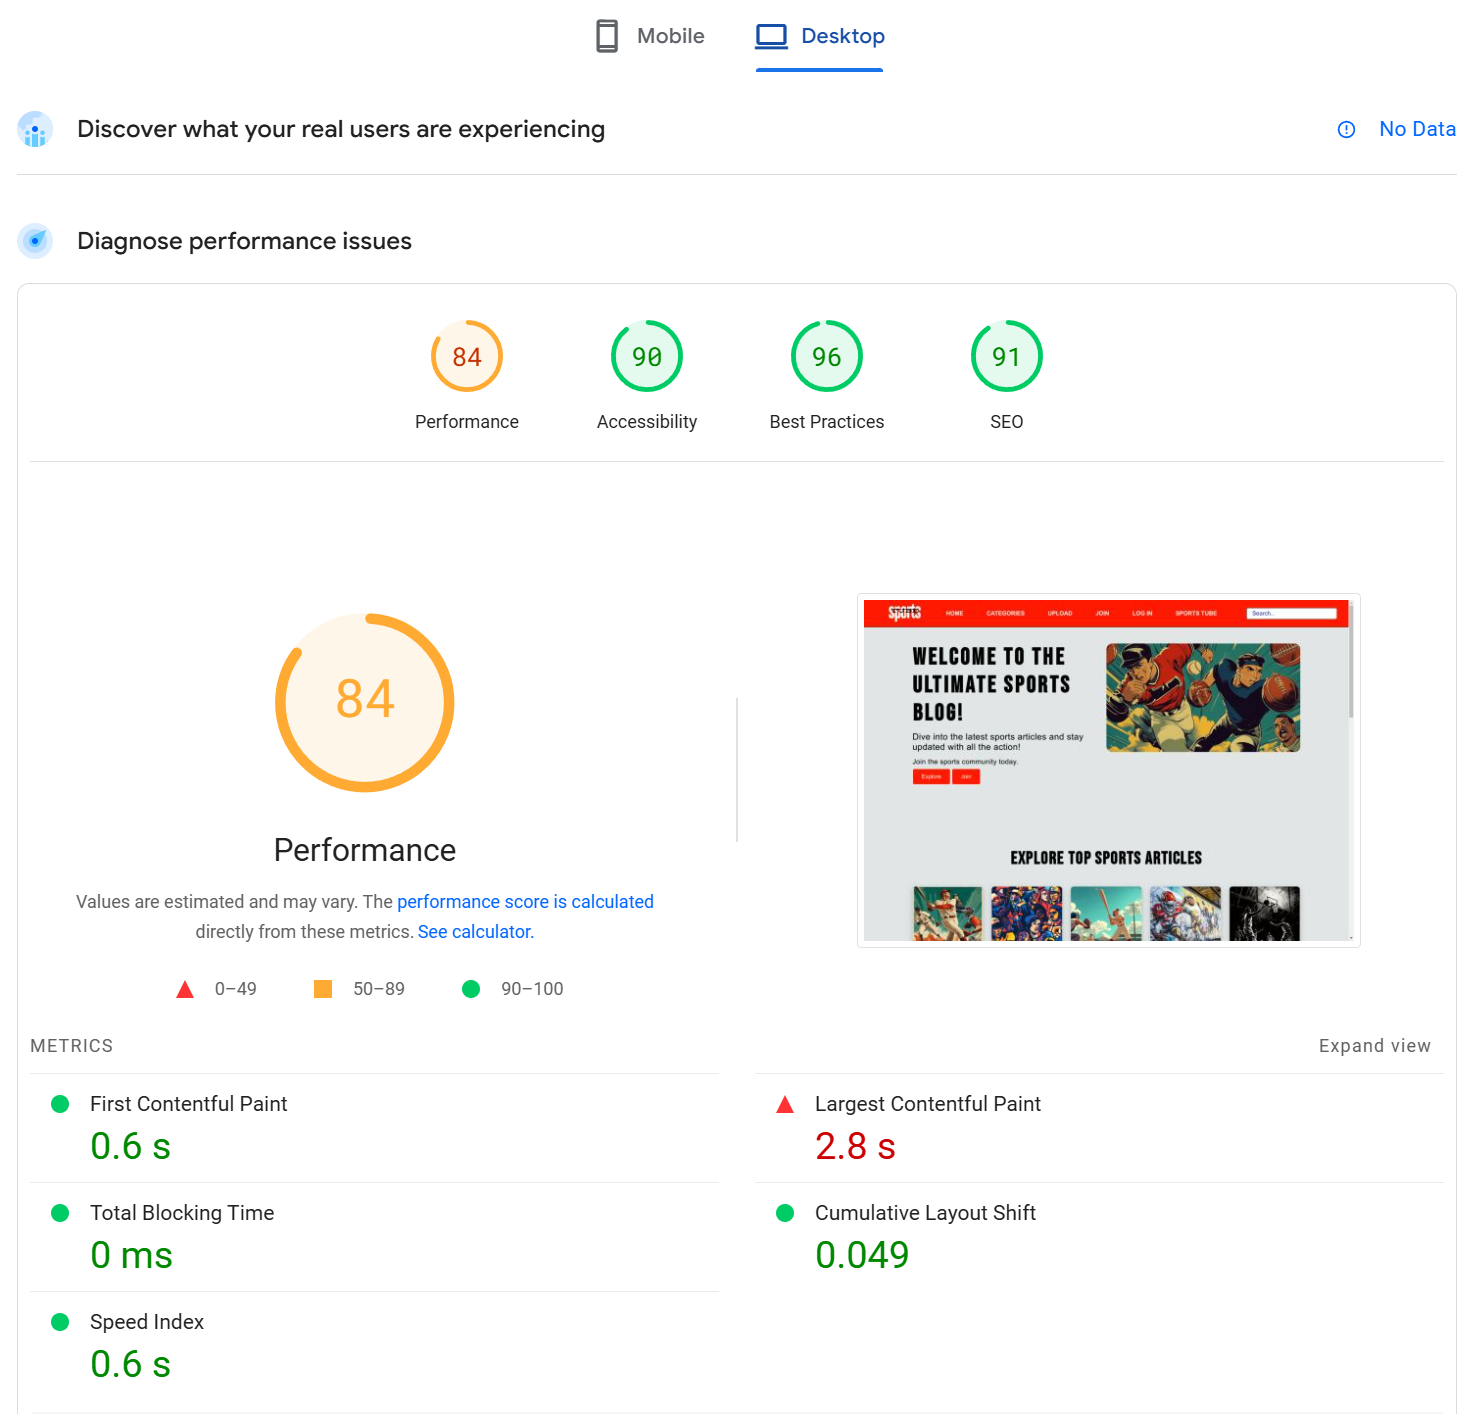 Mobile
Desktop
Discover what your real users are experiencing
No Data
Diagnose performance issues
84
90
96
91
Performance
Accessibility
Best Practices
SEO
84
Performance
Values are estimated and may vary. The performance score is calculated
directly from these metrics. See calculator.
0–49
50–89
90–100
sports
HOME
CATEGORIES
UPLOAD
JOIN
LOG IN
SPORTS TUBE
Search..
WELCOME TO THE
ULTIMATE SPORTS
BLOG!
Dive into the latest sports articles and stay
updated with all the action!
Join the sports community today.
Explore
Join
EXPLORE TOP SPORTS ARTICLES
METRICS
Expand view
First Contentful Paint
0.6 s
Largest Contentful Paint
2.8 s
Total Blocking Time
0 ms
Cumulative Layout Shift
0.049
Speed Index
0.6 s